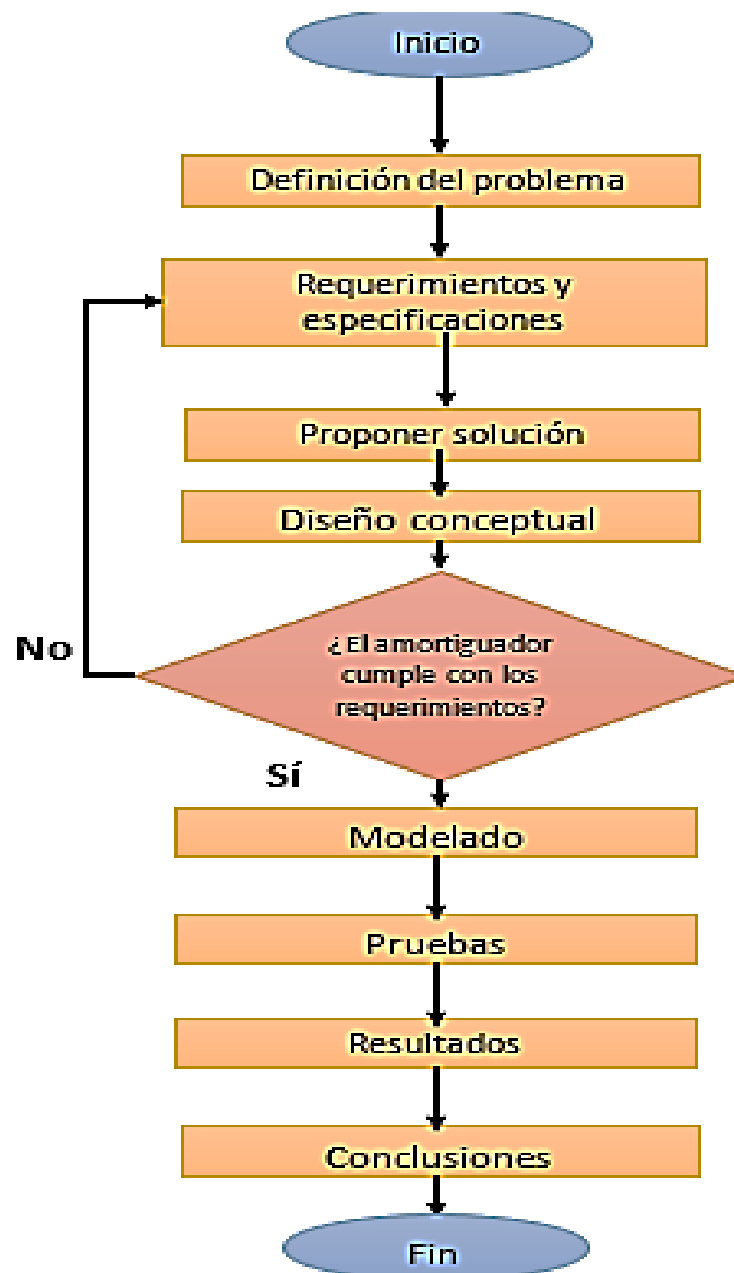 Inicio
Definición del problema
Requerimientos y
especificaciones
Proponer solución
Diseño conceptual
¿El amortiguador
cumple con los
requerimientos?
No
Sí
Modelado
Pruebas
Resultados
Conclusiones
Fin